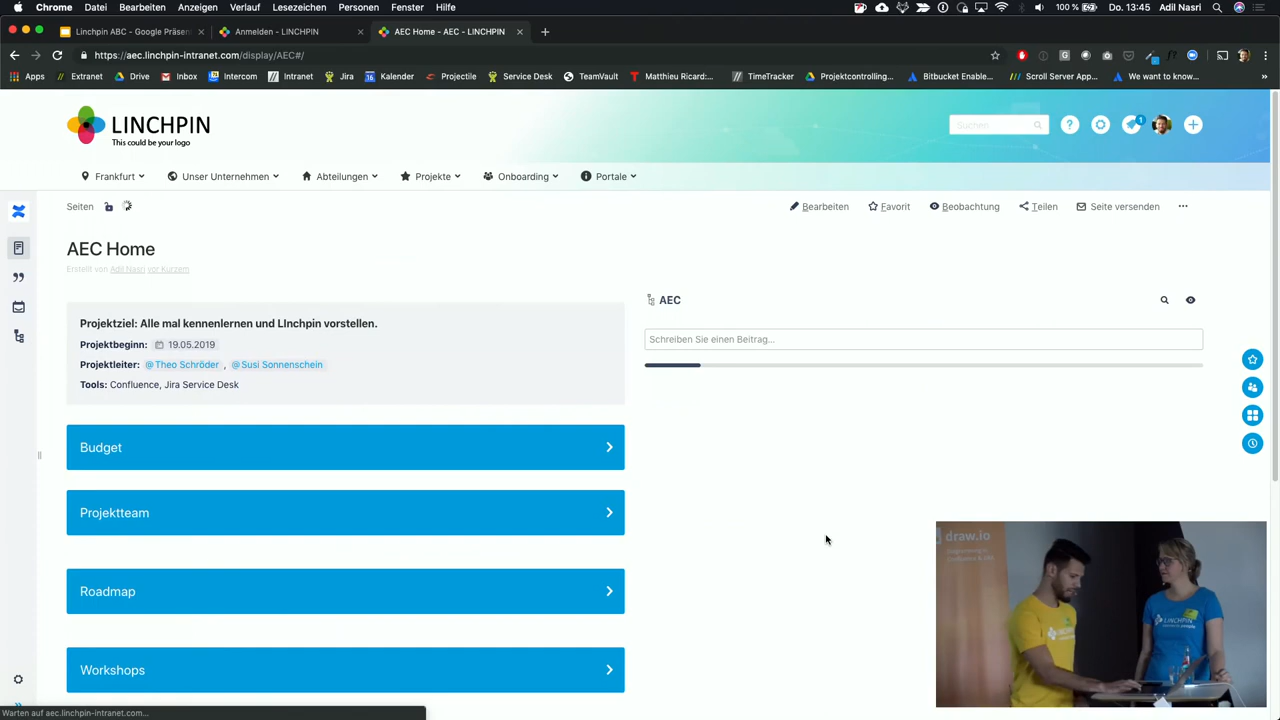 Chrome Datei Bearbeiten Anzeigen Verlauf Lesezeichen Personen Fenster Hilfe 100 % Do. 13:45 Adil Nasri
Linchpin ABC - Google Präsen
Anmelden - LINCHPIN
AEC Home - AEC - LINCHPIN
https://aec.linchpin-intranet.com/display/AEC#/
Apps Extranet Drive Inbox Intercom Intranet Jira Kalender Projectile Service Desk TeamVault Matthieu Ricard:... TimeTracker Projektcontrolling... Bitbucket Enable... Scroll Server App... We want to know...
LINCHPIN
This could be your logo
Suchen
1
Frankfurt Unser Unternehmen Abteilungen Projekte Onboarding Portale
Seiten
Bearbeiten Favorit Beobachtung Teilen Seite versenden
AEC Home
Erstellt von Adil Nasri vor Kurzem
Projektziel: Alle mal kennenlernen und LInchpin vorstellen.
Projektbeginn: 19.05.2019
Projektleiter: @Theo Schröder , @Susi Sonnenschein
Tools: Confluence, Jira Service Desk
AEC
Schreiben Sie einen Beitrag...
Budget
Projektteam
Roadmap
Workshops
draw.io
LINCHPIN
Warten auf aec.linchpin-intranet.com...